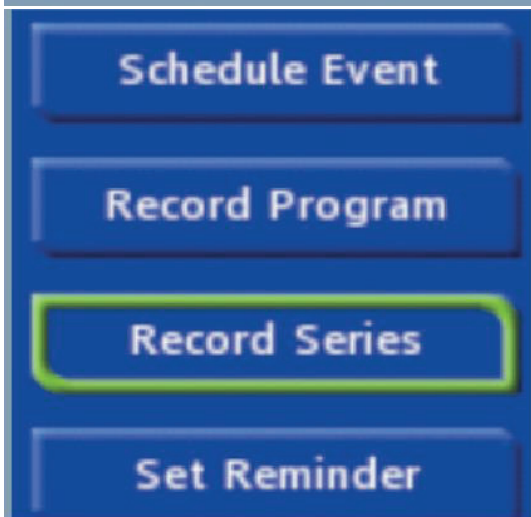 Schedule Event
Record Program
Record Series
Set Reminder